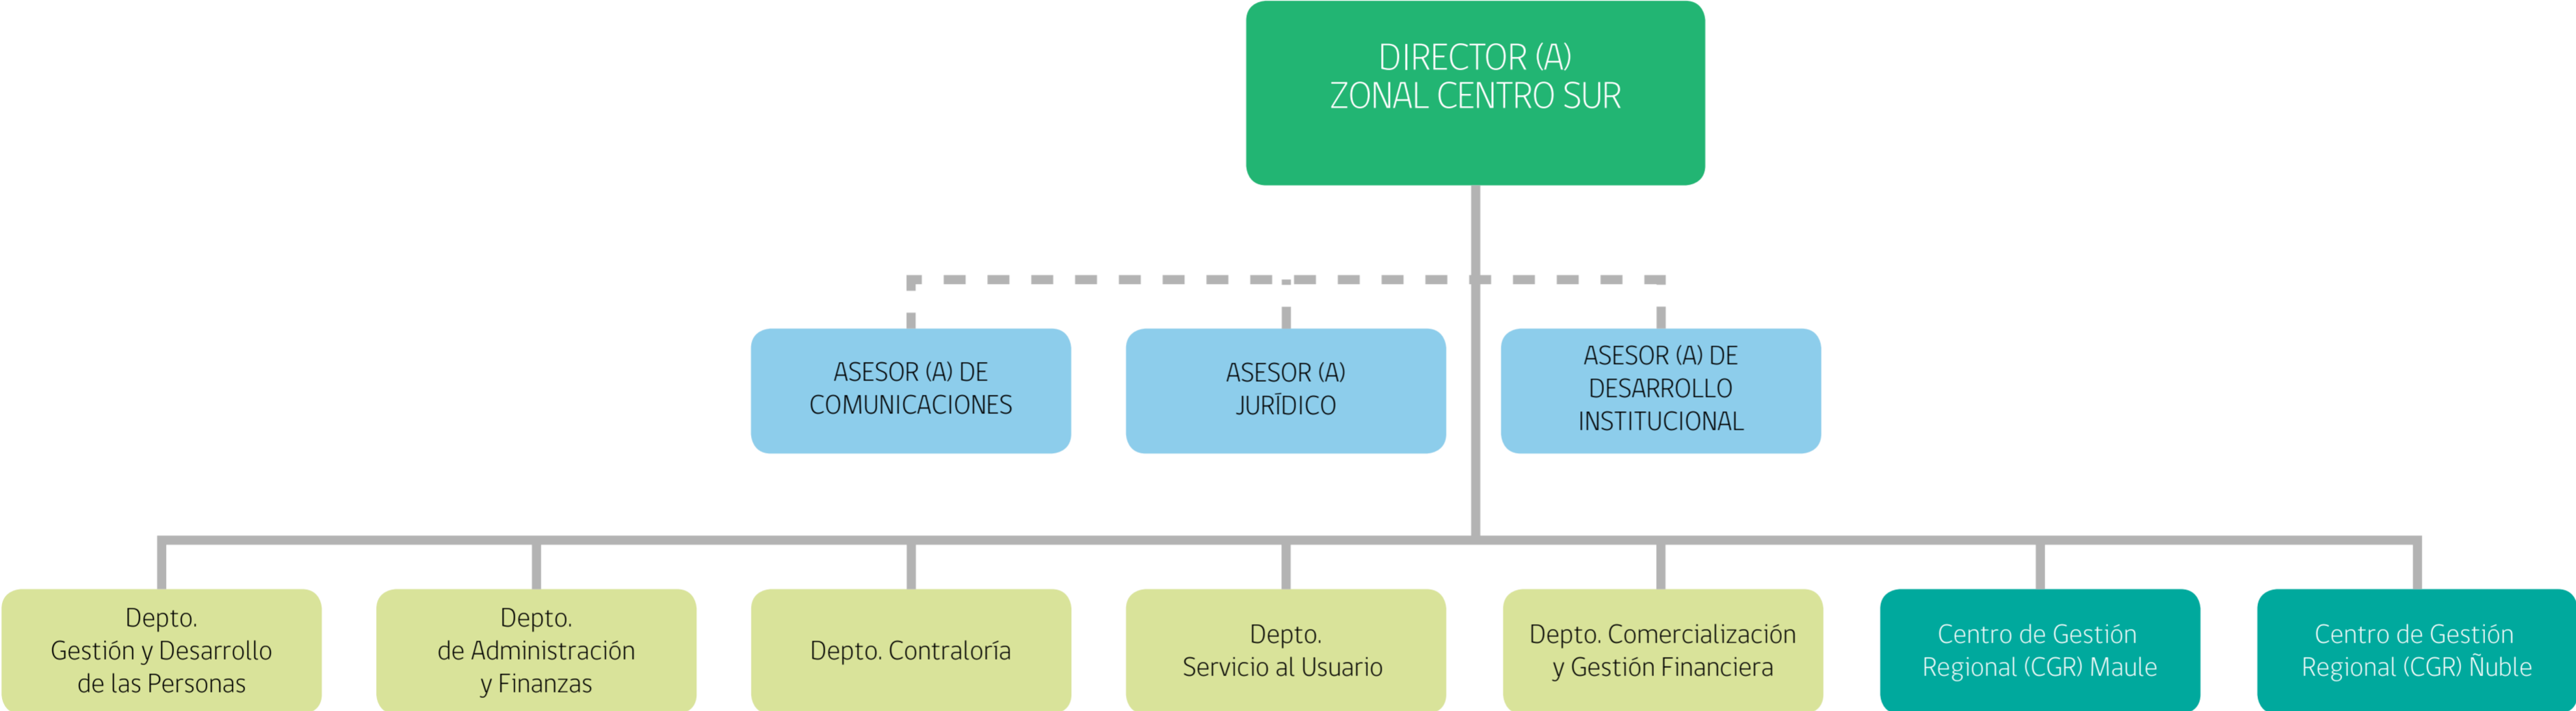 DIRECTOR (A)
ZONAL CENTRO SUR
ASESOR (A) DE
COMUNICACIONES
ASESOR (A)
JURÍDICO
ASESOR (A) DE
DESARROLLO
INSTITUCIONAL
Depto.
Gestión y Desarrollo
de las Personas
Depto.
de Administración
y Finanzas
Depto. Contraloría
Depto.
Servicio al Usuario
Depto. Comercialización
y Gestión Financiera
Centro de Gestión
Regional (CGR) Maule
Centro de Gestión
Regional (CGR) Ñuble